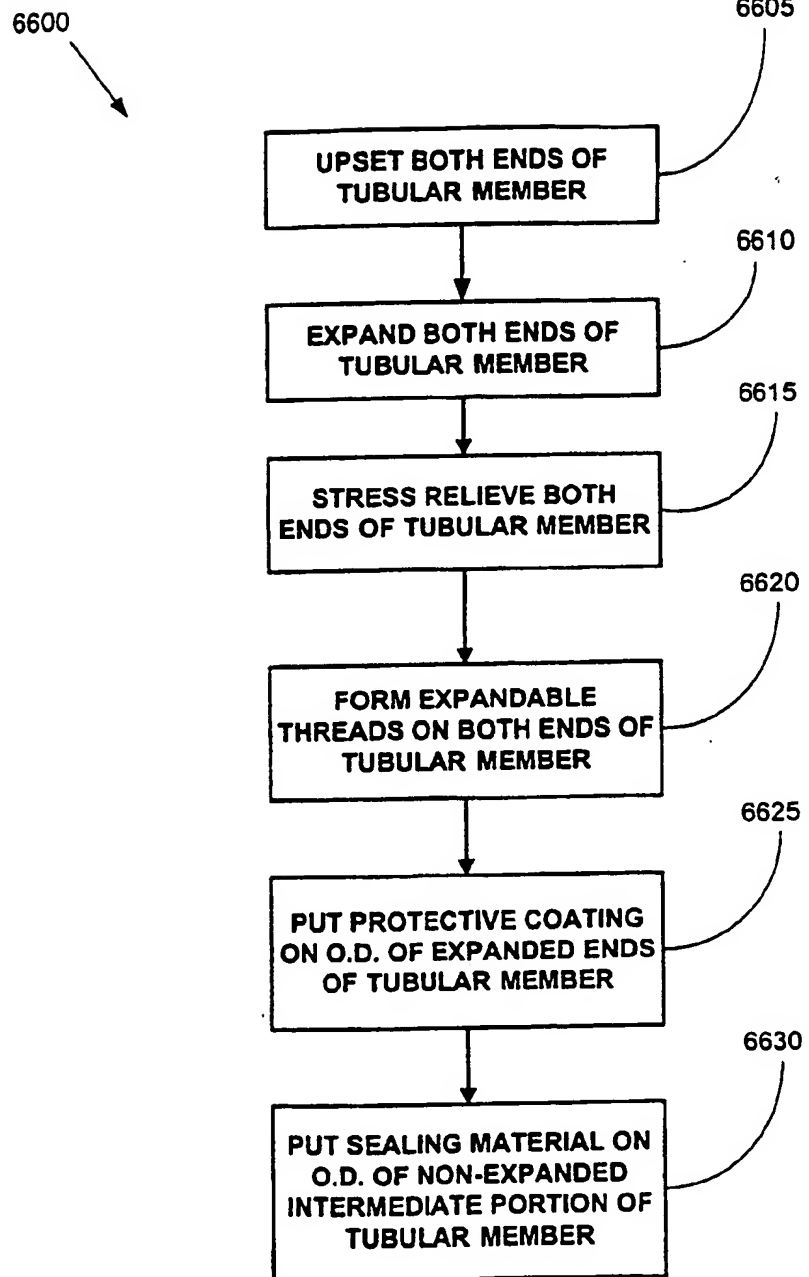 6600
6605
UPSET BOTH ENDS OF
TUBULAR MEMBER
6610
EXPAND BOTH ENDS OF
TUBULAR MEMBER
6615
STRESS RELIEVE BOTH
ENDS OF TUBULAR MEMBER
6620
FORM EXPANDABLE
THREADS ON BOTH ENDS OF
TUBULAR MEMBER
6625
PUT PROTECTIVE COATING
ON O.D. OF EXPANDED ENDS
OF TUBULAR MEMBER
6630
PUT SEALING MATERIAL ON
O.D. OF NON-EXPANDED
INTERMEDIATE PORTION OF
TUBULAR MEMBER